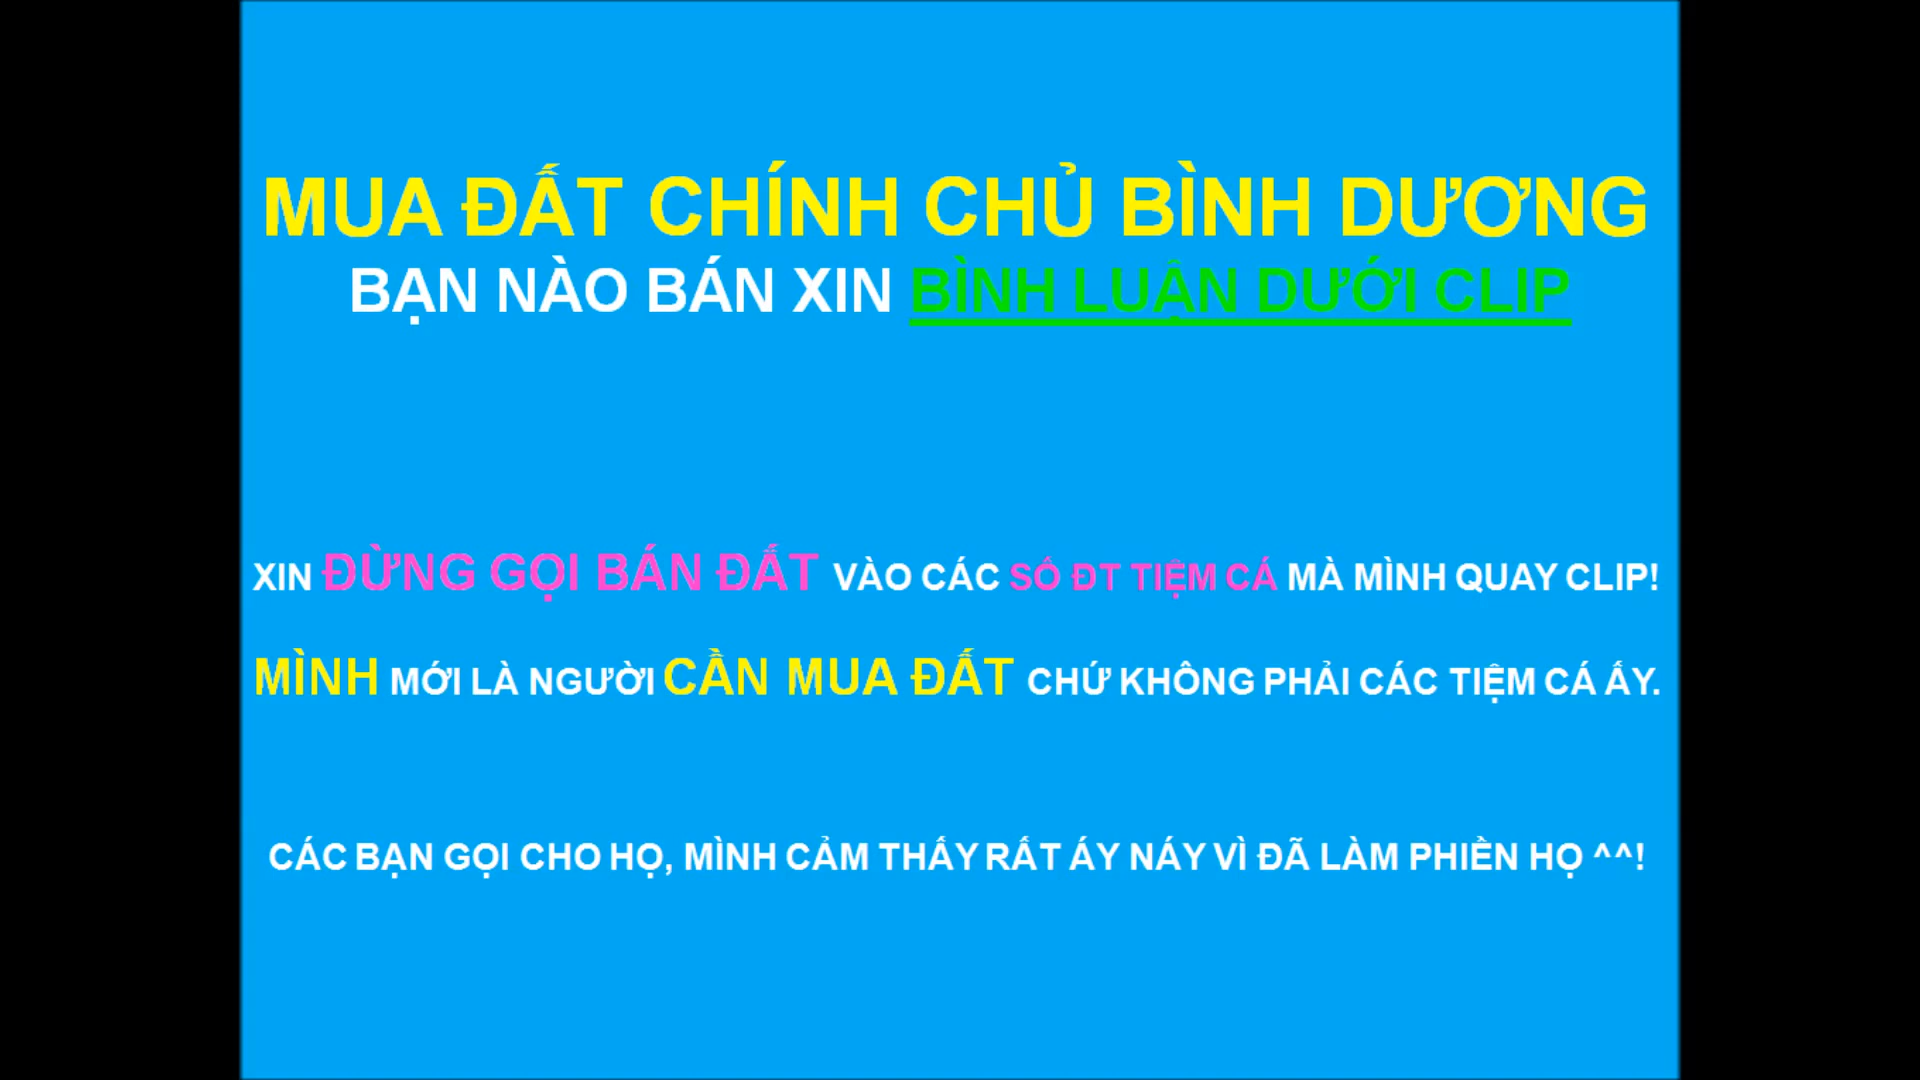 MUA ĐẤT CHÍNH CHỦ BÌNH DƯƠNG
BẠN NÀO BÁN XIN BÌNH LUẬN DƯỚI CLIP
XIN ĐỪNG GỌI BÁN ĐẤT VÀO CÁC SỐ ĐT TIỆM CÁ MÀ MÌNH QUAY CLIP!
MÌNH MỚI LÀ NGƯỜI CẦN MUA ĐẤT CHỨ KHÔNG PHẢI CÁC TIỆM CÁ ẤY.
CÁC BẠN GỌI CHO HỌ, MÌNH CẢM THẤY RẤT ÁY NÁY VÌ ĐÃ LÀM PHIỀN HỌ ^^!